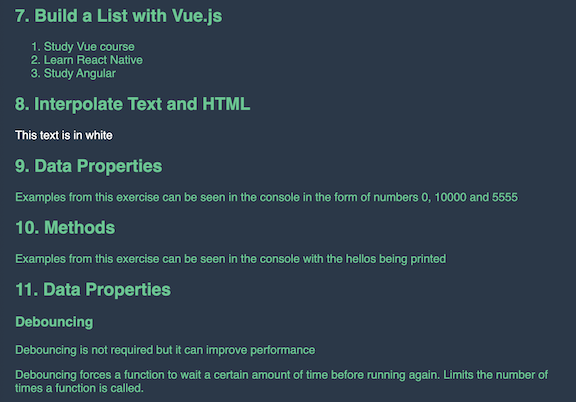 7. Build a List with Vue.js
1. Study Vue course
2. Learn React Native
3. Study Angular
8. Interpolate Text and HTML
This text is in white
9. Data Properties
Examples from this exercise can be seen in the console in the form of numbers 0, 10000 and 5555
10. Methods
Examples from this exercise can be seen in the console with the hellos being printed
11. Data Properties
Debouncing
Debouncing is not required but it can improve performance
Debouncing forces a function to wait a certain amount of time before running again. Limits the number of
times a function is called.